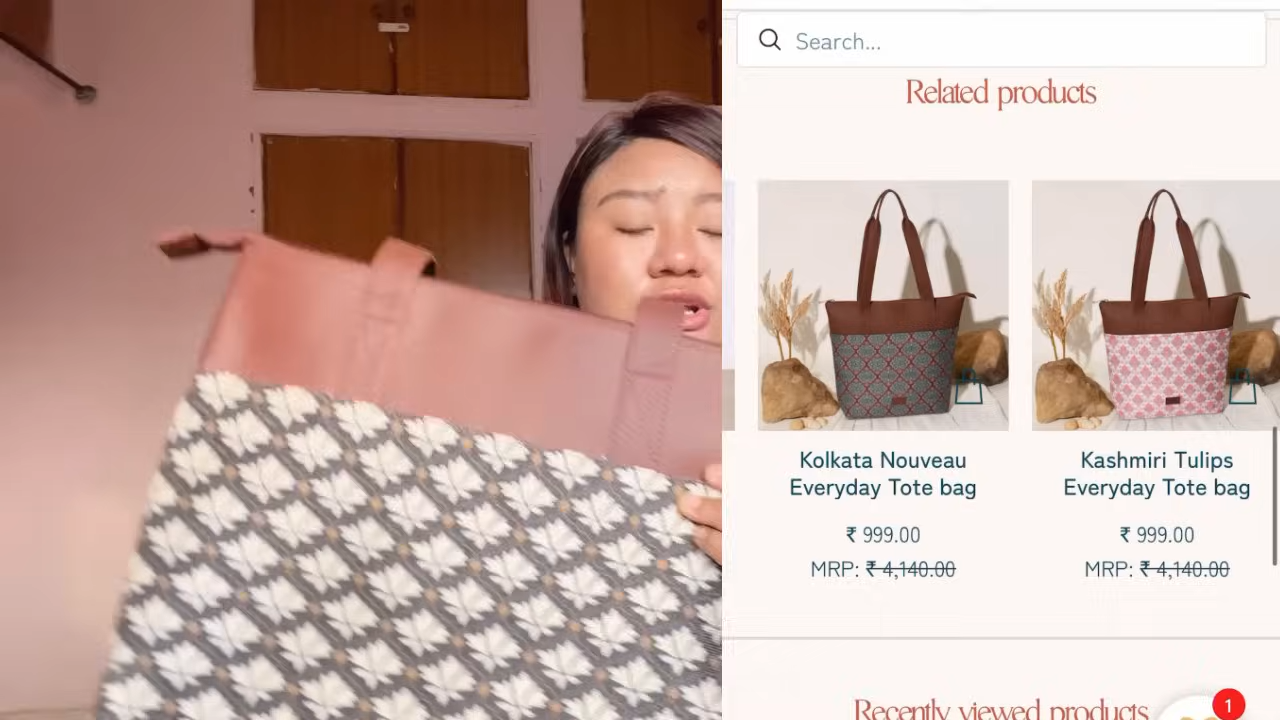 Search...
Related products
Kolkata Nouveau
Everyday Tote bag
₹ 999.00
MRP: ₹ 4,140.00
Kashmiri Tulips
Everyday Tote bag
₹ 999.00
MRP: ₹ 4,140.00
Recently viewed products
1